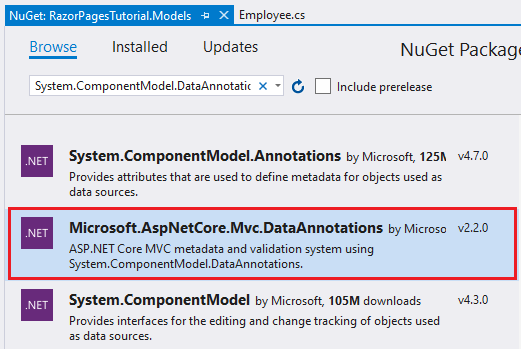 NuGet: RazorPagesTutorial.Models Employee.cs
Browse Installed Updates NuGet Package
System.ComponentModel.DataAnnotatic Include prerelease
.NET System.ComponentModel.Annotations by Microsoft, 125M v4.7.0
Provides attributes that are used to define metadata for objects used as
data sources.
.NET Microsoft.AspNetCore.Mvc.DataAnnotations by Microso v2.2.0
ASP.NET Core MVC metadata and validation system using
System.ComponentModel.DataAnnotations.
.NET System.ComponentModel by Microsoft, 105M downloads v4.3.0
Provides interfaces for the editing and change tracking of objects used
as data sources.